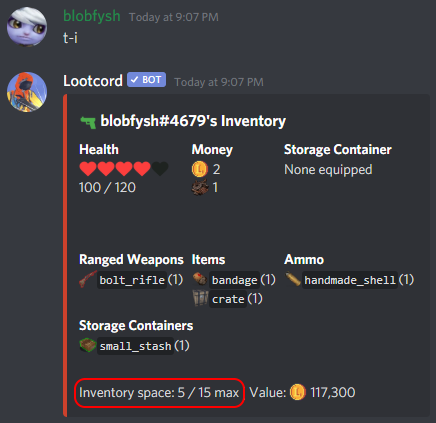 blobfysh Today at 9:07 PM
t-i
Lootcord BOT Today at 9:07 PM
blobfysh#4679's Inventory
Health Money Storage Container
2 None equipped
100 / 120 1
Ranged Weapons Items Ammo
bolt_rifle(1) bandage(1) handmade_shell(1)
crate(1)
Storage Containers
small_stash(1)
Inventory space: 5 / 15 max Value: 117,300